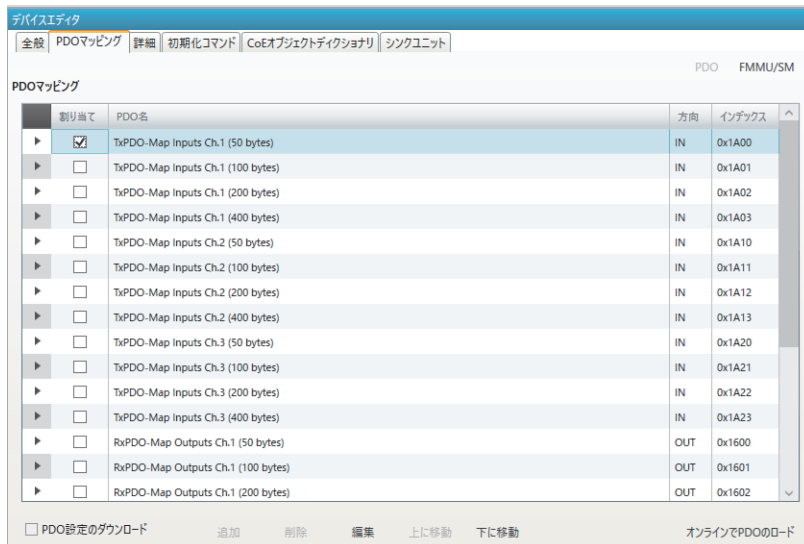 デバイスエディタ
全般 PDOマッピング 詳細 初期化コマンド CoEオブジェクトディクショナリ シンクユニット
PDO FMMU/SM
PDOマッピング
割り当て PDO名 方向 インデックス
TxPDO-Map Inputs Ch.1 (50 bytes) IN 0x1A00
TxPDO-Map Inputs Ch.1 (100 bytes) IN 0x1A01
TxPDO-Map Inputs Ch.1 (200 bytes) IN 0x1A02
TxPDO-Map Inputs Ch.1 (400 bytes) IN 0x1A03
TxPDO-Map Inputs Ch.2 (50 bytes) IN 0x1A10
TxPDO-Map Inputs Ch.2 (100 bytes) IN 0x1A11
TxPDO-Map Inputs Ch.2 (200 bytes) IN 0x1A12
TxPDO-Map Inputs Ch.2 (400 bytes) IN 0x1A13
TxPDO-Map Inputs Ch.3 (50 bytes) IN 0x1A20
TxPDO-Map Inputs Ch.3 (100 bytes) IN 0x1A21
TxPDO-Map Inputs Ch.3 (200 bytes) IN 0x1A22
TxPDO-Map Inputs Ch.3 (400 bytes) IN 0x1A23
RxPDO-Map Outputs Ch.1 (50 bytes) OUT 0x1600
RxPDO-Map Outputs Ch.1 (100 bytes) OUT 0x1601
RxPDO-Map Outputs Ch.1 (200 bytes) OUT 0x1602
PDO設定のダウンロード 追加 削除 編集 上に移動 下に移動 オンラインでPDOのロード